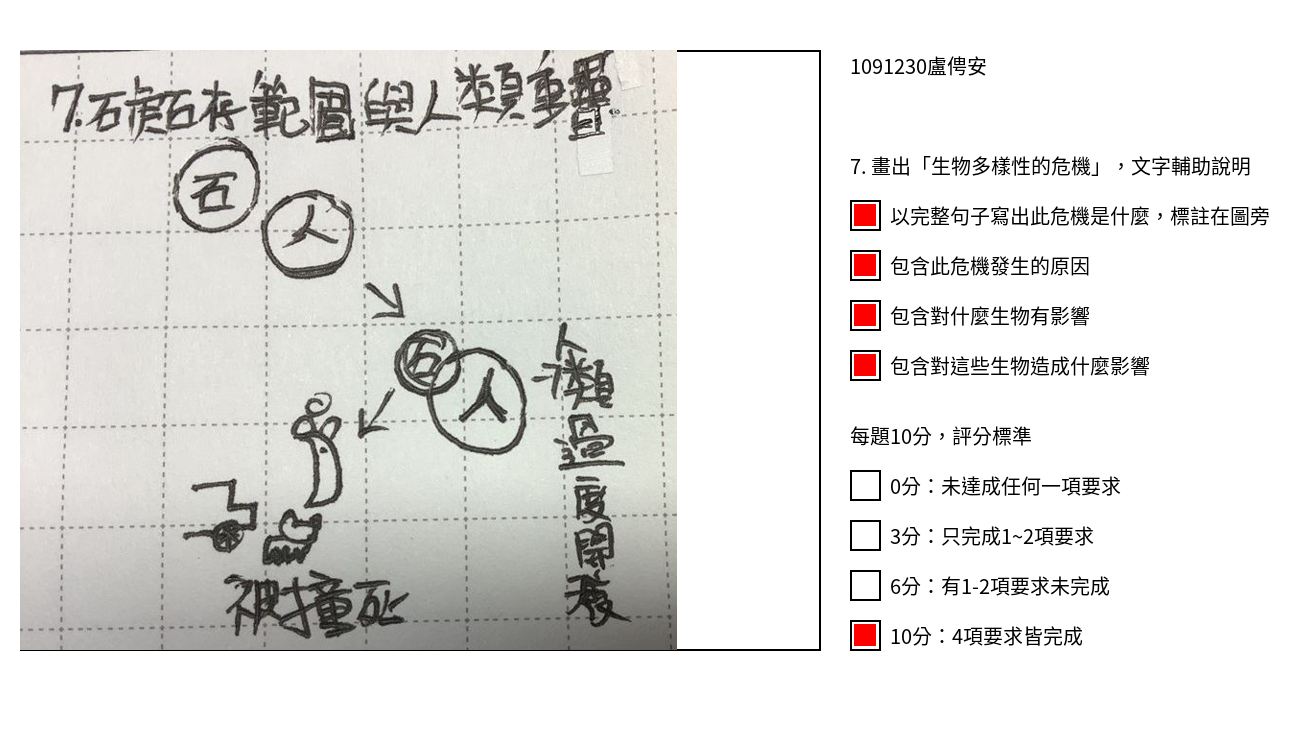 7.石虎石存範圍與人類重疊
石
人
石
人
人類過度開發
被撞死
1091230盧俜安
7. 畫出「生物多樣性的危機」，文字輔助說明
以完整句子寫出此危機是什麼，標註在圖旁
包含此危機發生的原因
包含對什麼生物有影響
包含對這些生物造成什麼影響
每題10分，評分標準
0分：未達成任何一項要求
3分：只完成1~2項要求
6分：有1-2項要求未完成
10分：4項要求皆完成